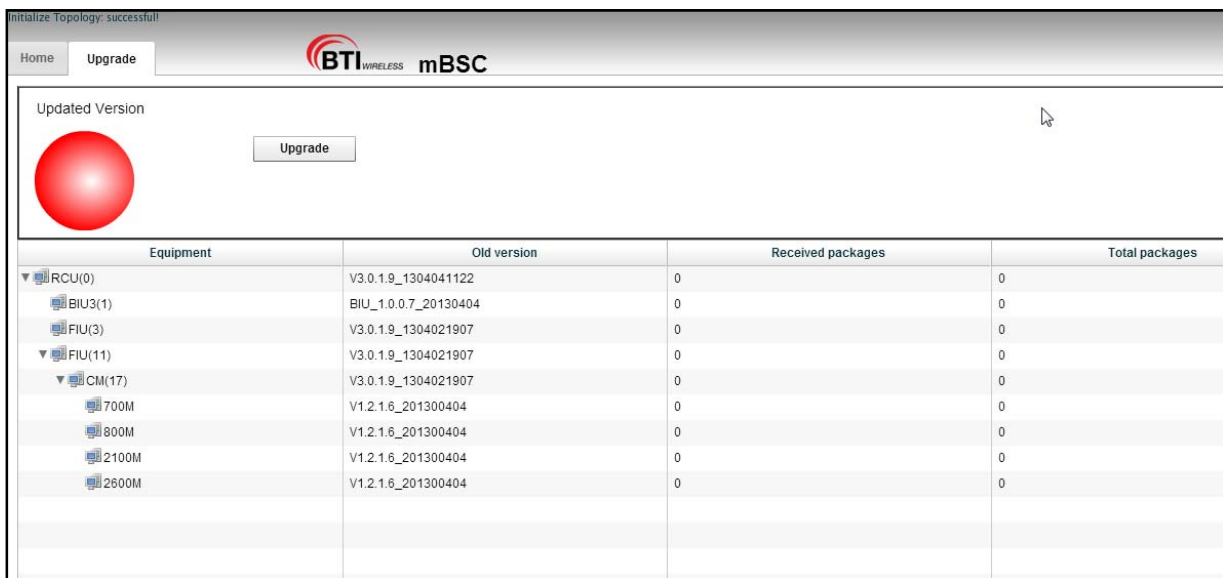 Initialize Topology: successful!
Home Upgrade BTI WIRELESS mBSC
Updated Version
Upgrade
Equipment Old version Received packages Total packages
RCU(0) V3.0.1.9_1304041122 0 0
BIU3(1) BIU_1.0.0.7_20130404 0 0
FIU(3) V3.0.1.9_1304021907 0 0
FIU(11) V3.0.1.9_1304021907 0 0
CM(17) V3.0.1.9_1304021907 0 0
700M V1.2.1.6_201300404 0 0
800M V1.2.1.6_201300404 0 0
2100M V1.2.1.6_201300404 0 0
2600M V1.2.1.6_201300404 0 0